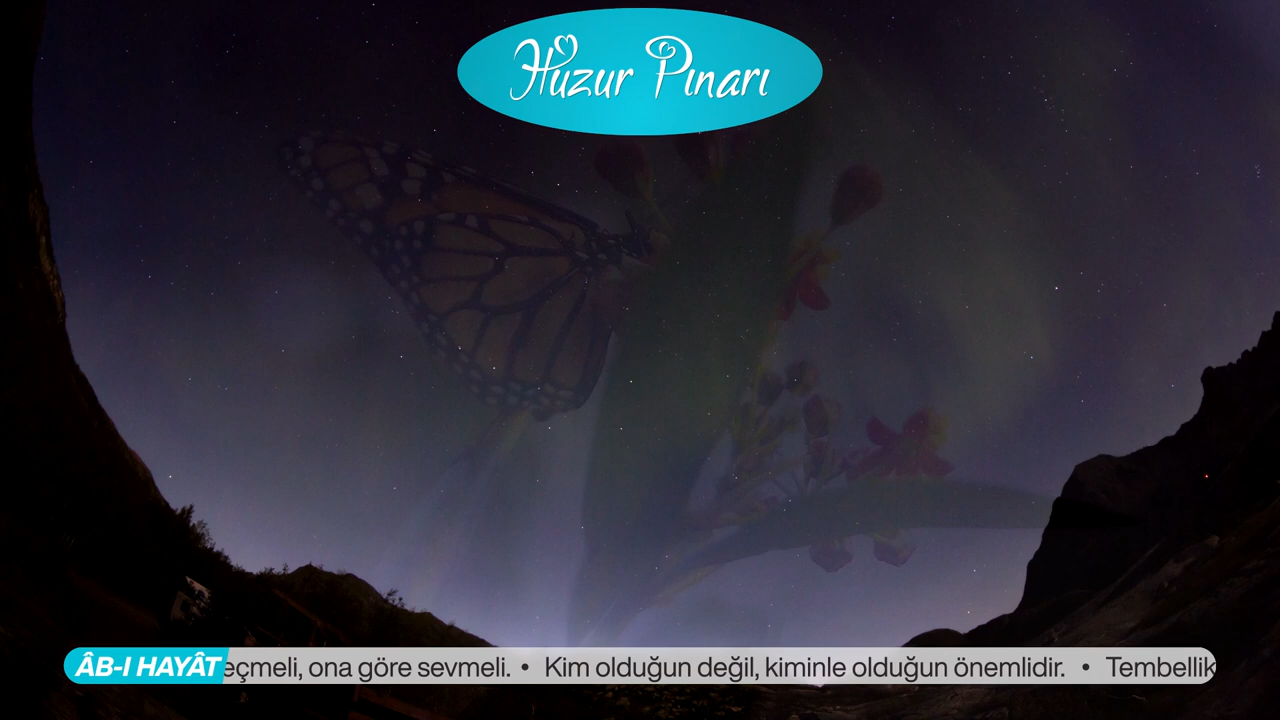 Huzur Pınarı
ÂB-I HAYÂT
eçmeli, ona göre sevmeli. • Kim olduğun değil, kiminle olduğun önemlidir. • Tembellik